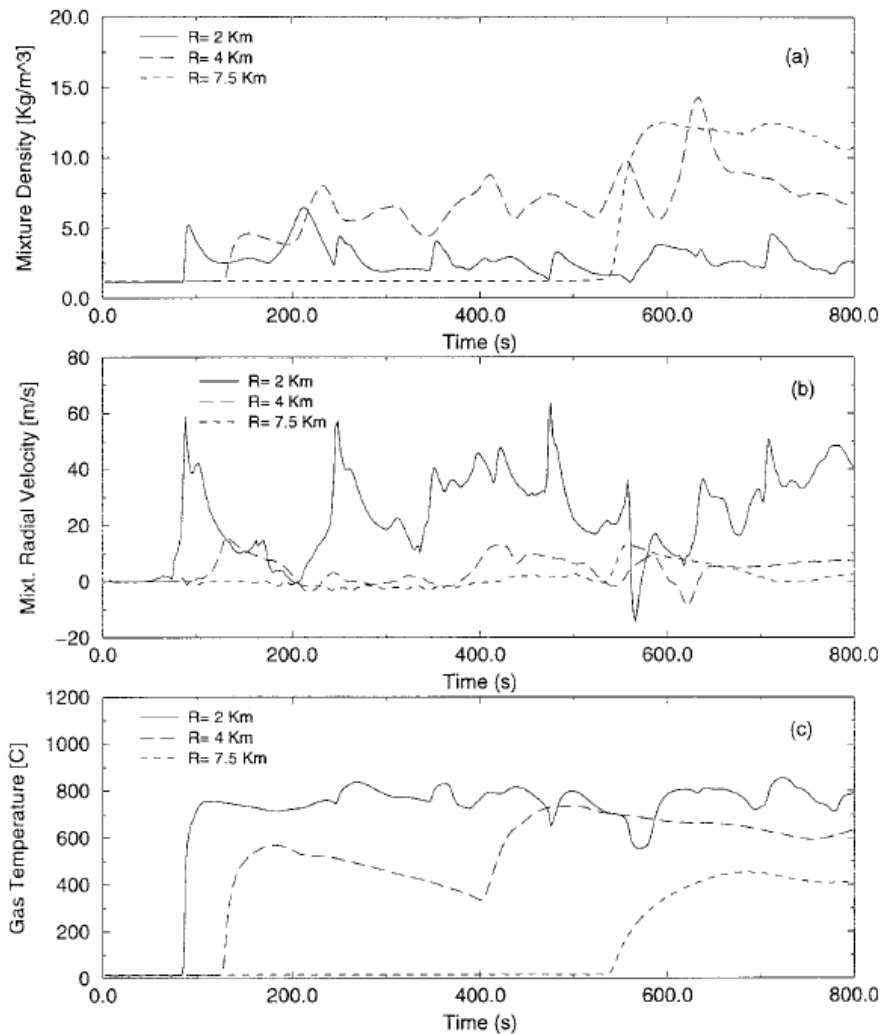 20.0
15.0
10.0
5.0
0.0
Mixture Density [Kg/m^3]
R= 2 Km
R= 4 Km
R= 7.5 Km
(a)
0.0 200.0 400.0 600.0 800.0
Time (s)
80
60
40
20
0
−20
Mixt. Radial Velocity [m/s]
R= 2 Km
R= 4 Km
R= 7.5 Km
(b)
0.0 200.0 400.0 600.0 800.0
Time (s)
1200
1000
800
600
400
200
0
Gas Temperature [C]
R= 2 Km
R= 4 Km
R= 7.5 Km
(c)
0.0 200.0 400.0 600.0 800.0
Time (s)